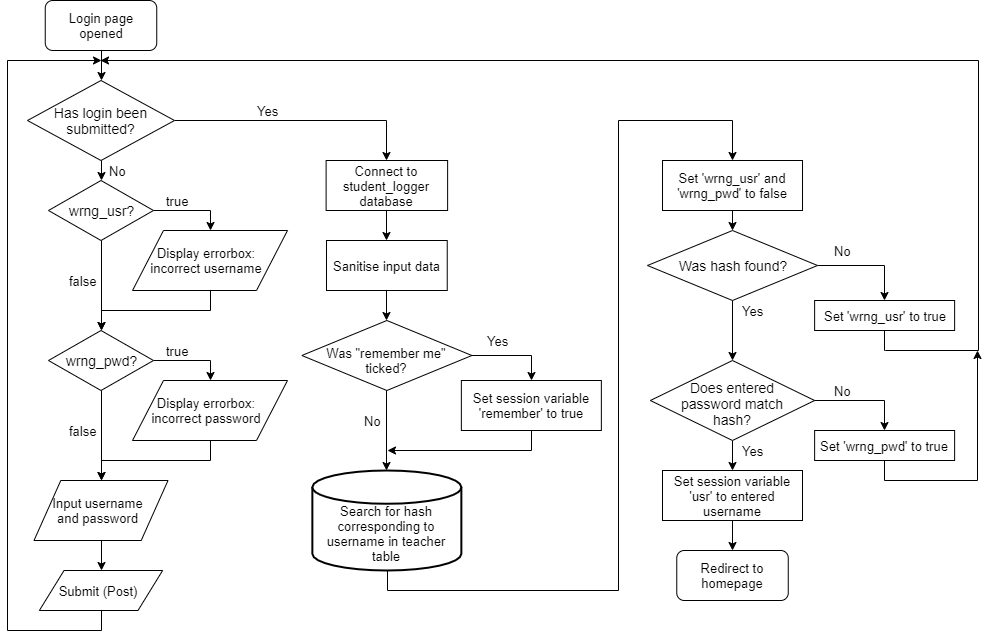 Login page
opened
Has login been
submitted?
Yes
No
wrng_usr?
true
Display errorbox:
incorrect username
false
wrng_pwd?
true
Display errorbox:
incorrect password
false
Input username
and password
Submit (Post)
Connect to
student_logger
database
Sanitise input data
Was "remember me"
ticked?
Yes
Set session variable
'remember' to true
No
Search for hash
corresponding to
username in teacher
table
Set 'wrng_usr' and
'wrng_pwd' to false
Was hash found?
No
Set 'wrng_usr' to true
Yes
Does entered
password match
hash?
No
Set 'wrng_pwd' to true
Yes
Set session variable
'usr' to entered
username
Redirect to
homepage